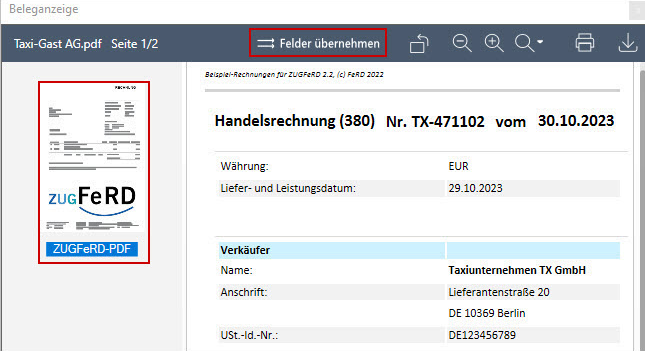 Beleganzeige
Taxi-Gast AG.pdf Seite 1/2
Felder übernehmen
ZUGFeRD
ZUGFeRD-PDF
Beispiel-Rechnungen für ZUGFeRD 2.2, (c) FeRD 2022
Handelsrechnung (380) Nr. TX-471102 vom 30.10.2023
Währung: EUR
Liefer- und Leistungsdatum: 29.10.2023
Verkäufer
Name: Taxiunternehmen TX GmbH
Anschrift: Lieferantenstraße 20
DE 10369 Berlin
USt.-Id.-Nr.: DE123456789